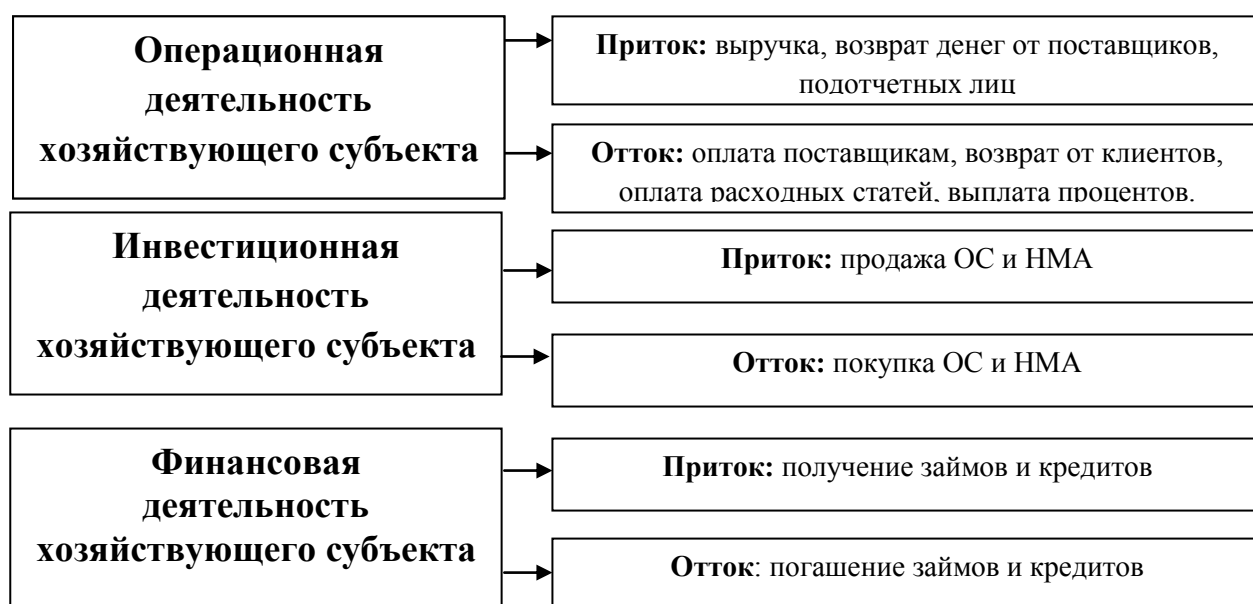 Операционная
деятельность
хозяйствующего субъекта
Приток: выручка, возврат денег от поставщиков,
подотчетных лиц
Отток: оплата поставщикам, возврат от клиентов,
оплата расходных статей, выплата процентов.
Инвестиционная
деятельность
хозяйствующего субъекта
Приток: продажа ОС и НМА
Отток: покупка ОС и НМА
Финансовая
деятельность
хозяйствующего субъекта
Приток: получение займов и кредитов
Отток: погашение займов и кредитов